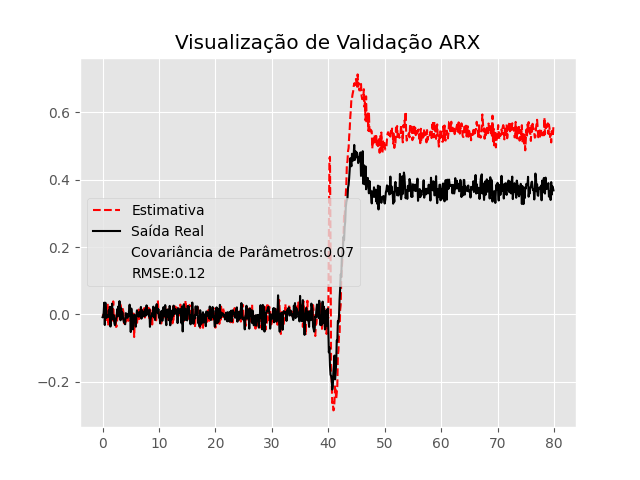 Visualização de Validação ARX
0.6
0.4
0.2
0.0
−0.2
Estimativa
Saída Real
Covariância de Parâmetros:0.07
RMSE:0.12
0 10 20 30 40 50 60 70 80